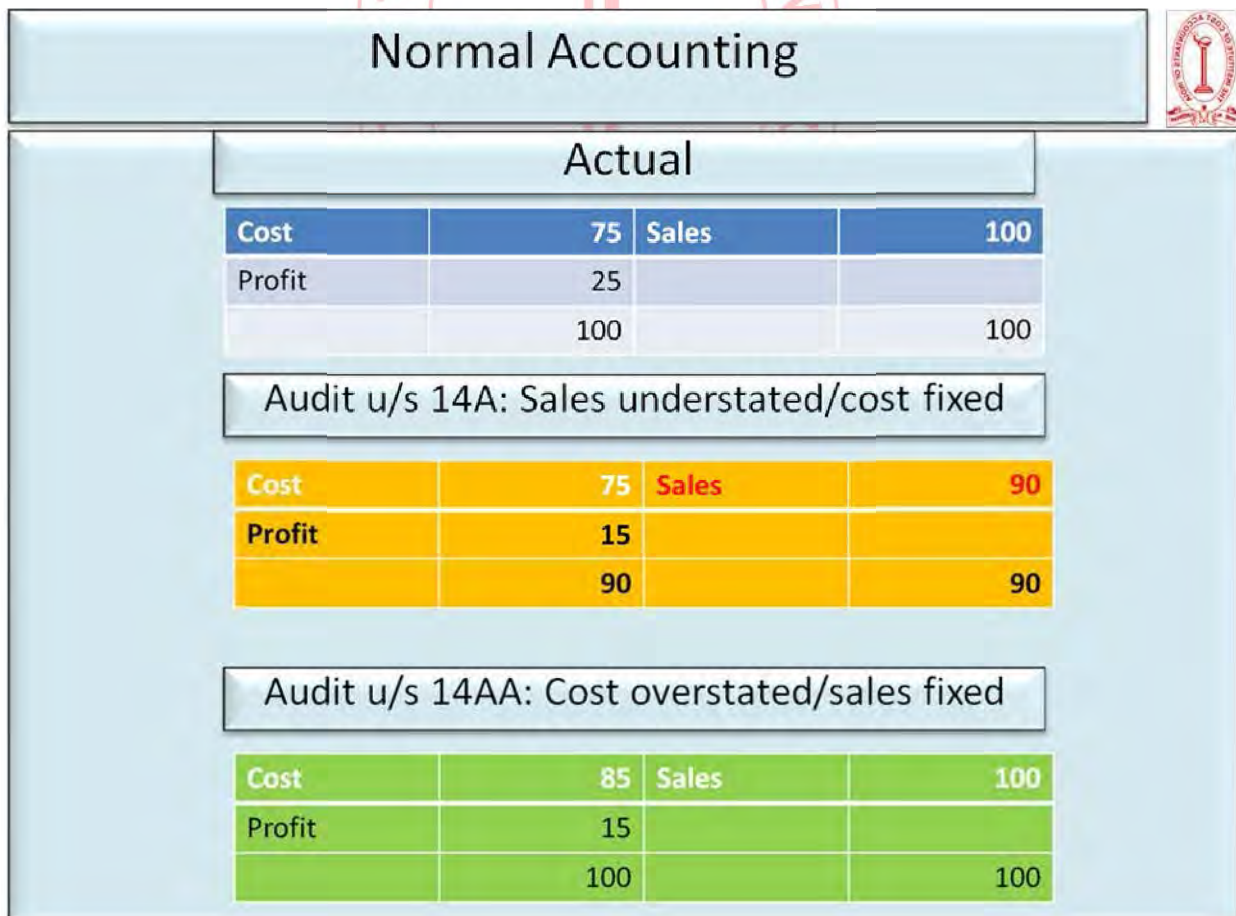 Normal Accounting
Actual
Cost 75 Sales 100
Profit 25
100 100
Audit u/s 14A: Sales understated/cost fixed
Cost 75 Sales 90
Profit 15
90 90
Audit u/s 14AA: Cost overstated/sales fixed
Cost 85 Sales 100
Profit 15
100 100